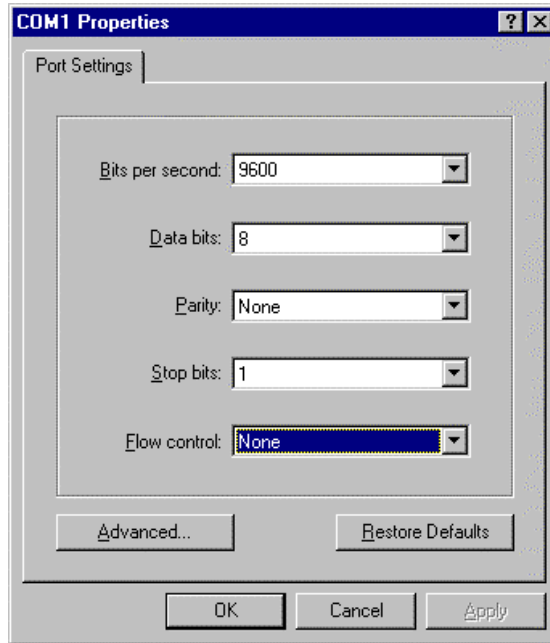 COM1 Properties
Port Settings
Bits per second: 9600
Data bits: 8
Parity: None
Stop bits: 1
Flow control: None
Advanced... Restore Defaults
OK Cancel Apply